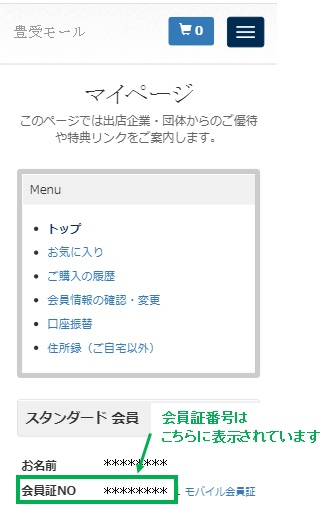 豊受モール
0
マイページ
このページでは出店企業・団体からのご優待
や特典リンクをご案内します。
Menu
トップ
お気に入り
ご購入の履歴
会員情報の確認・変更
口座振替
住所録（ご自宅以外）
スタンダード 会員
会員証番号は
こちらに表示されています
お名前 ********
会員証NO ******** モバイル会員証